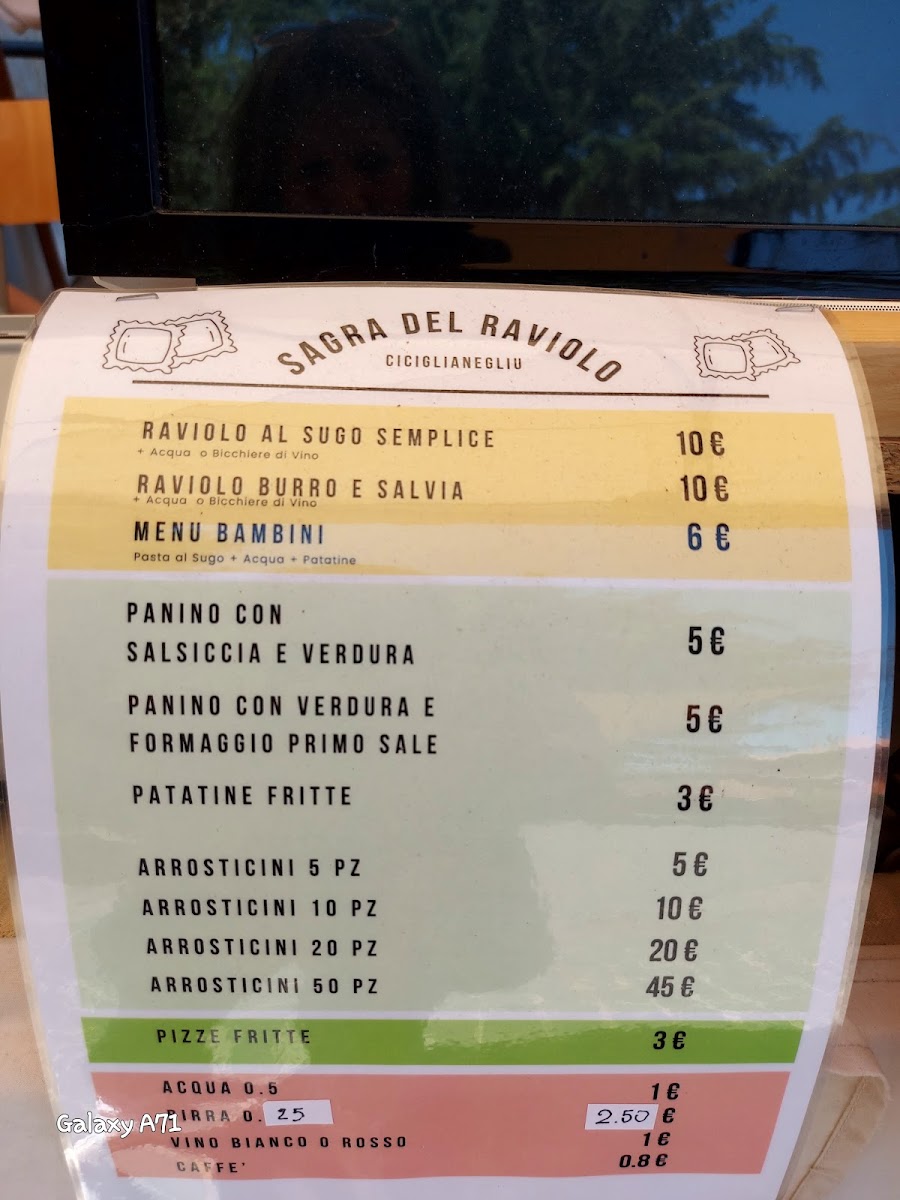 SAGRA DEL RAVIOLO
CICIGLIANEGLIU
RAVIOLO AL SUGO SEMPLICE 10 €
+ Acqua o Bicchiere di Vino
RAVIOLO BURRO E SALVIA 10 €
+ Acqua o Bicchiere di Vino
MENU BAMBINI 6 €
Pasta al Sugo + Acqua + Patatine
PANINO CON
SALSICCIA E VERDURA 5 €
PANINO CON VERDURA E
FORMAGGIO PRIMO SALE 5 €
PATATINE FRITTE 3 €
ARROSTICINI 5 PZ 5 €
ARROSTICINI 10 PZ 10 €
ARROSTICINI 20 PZ 20 €
ARROSTICINI 50 PZ 45 €
PIZZE FRITTE 3 €
ACQUA 0.5 1 €
BIRRA 0.25 2.50 €
VINO BIANCO O ROSSO 1 €
CAFFE' 0.8 €
Galaxy A71